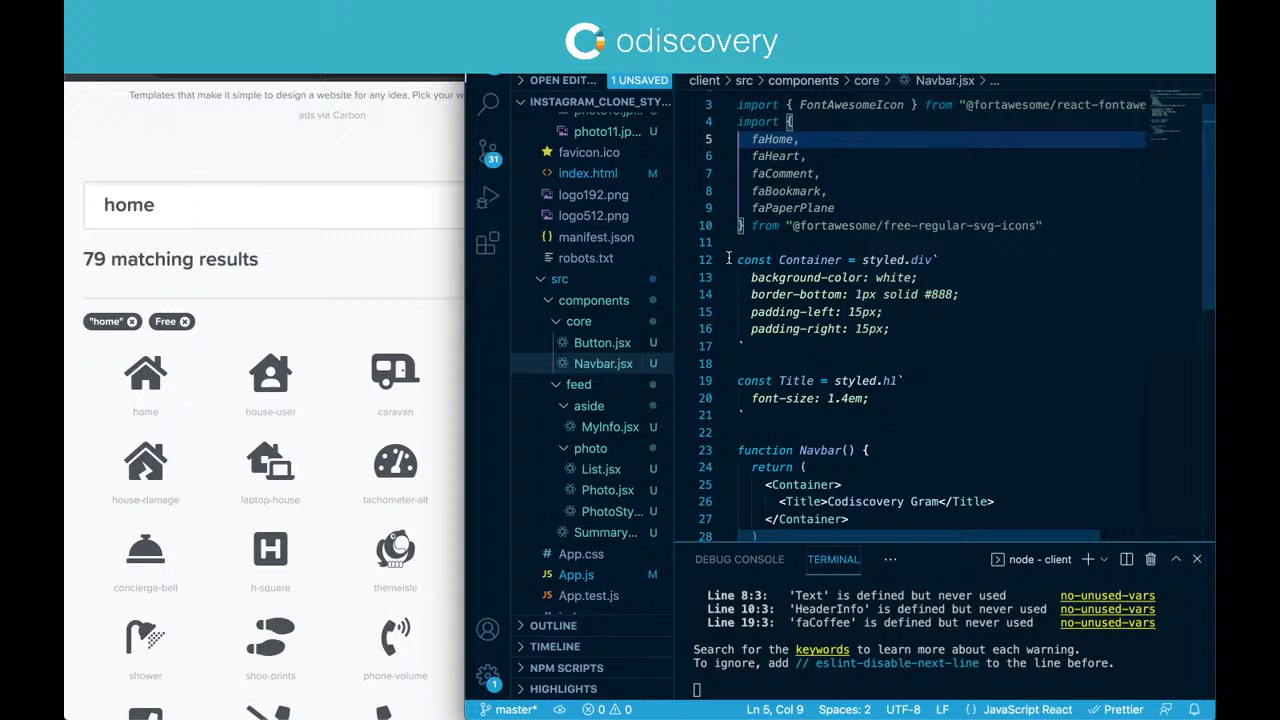 odiscovery
Templates that make it simple to design a website for any idea. Pick your w
ads via Carbon
home
79 matching results
"home"
Free
home
house-user
caravan
house-damage
laptop-house
tachometer-alt
concierge-bell
h-square
themeisle
shower
shoe-prints
phone-volume
31
1
OPEN EDIT... 1 UNSAVED
INSTAGRAM_CLONE_STY...
photo11.jp... U
favicon.ico
index.html M
logo192.png
logo512.png
manifest.json
robots.txt
src
components
core
Button.jsx U
Navbar.jsx U
feed
aside
MyInfo.jsx U
photo
List.jsx U
Photo.jsx U
PhotoSty... U
Summary... U
App.css
JS App.js M
JS App.test.js
OUTLINE
TIMELINE
NPM SCRIPTS
HIGHLIGHTS
client > src > components > core > Navbar.jsx > ...
3 import { FontAwesomeIcon } from "@fortawesome/react-fontawe
4 import {
5 faHome,
6 faHeart,
7 faComment,
8 faBookmark,
9 faPaperPlane
10 } from "@fortawesome/free-regular-svg-icons"
11
12 const Container = styled.div`
13 background-color: white;
14 border-bottom: 1px solid #888;
15 padding-left: 15px;
16 padding-right: 15px;
17 `
18
19 const Title = styled.h1`
20 font-size: 1.4em;
21 `
22
23 function Navbar() {
24 return (
25 <Container>
26 <Title>Codiscovery Gram</Title>
27 </Container>
28 )
DEBUG CONSOLE TERMINAL ... node - client
Line 8:3: 'Text' is defined but never used no-unused-vars
Line 10:3: 'HeaderInfo' is defined but never used no-unused-vars
Line 19:3: 'faCoffee' is defined but never used no-unused-vars
Search for the keywords to learn more about each warning.
To ignore, add // eslint-disable-next-line to the line before.
master* 0 0 Ln 5, Col 9 Spaces: 2 UTF-8 LF {} JavaScript React Prettier